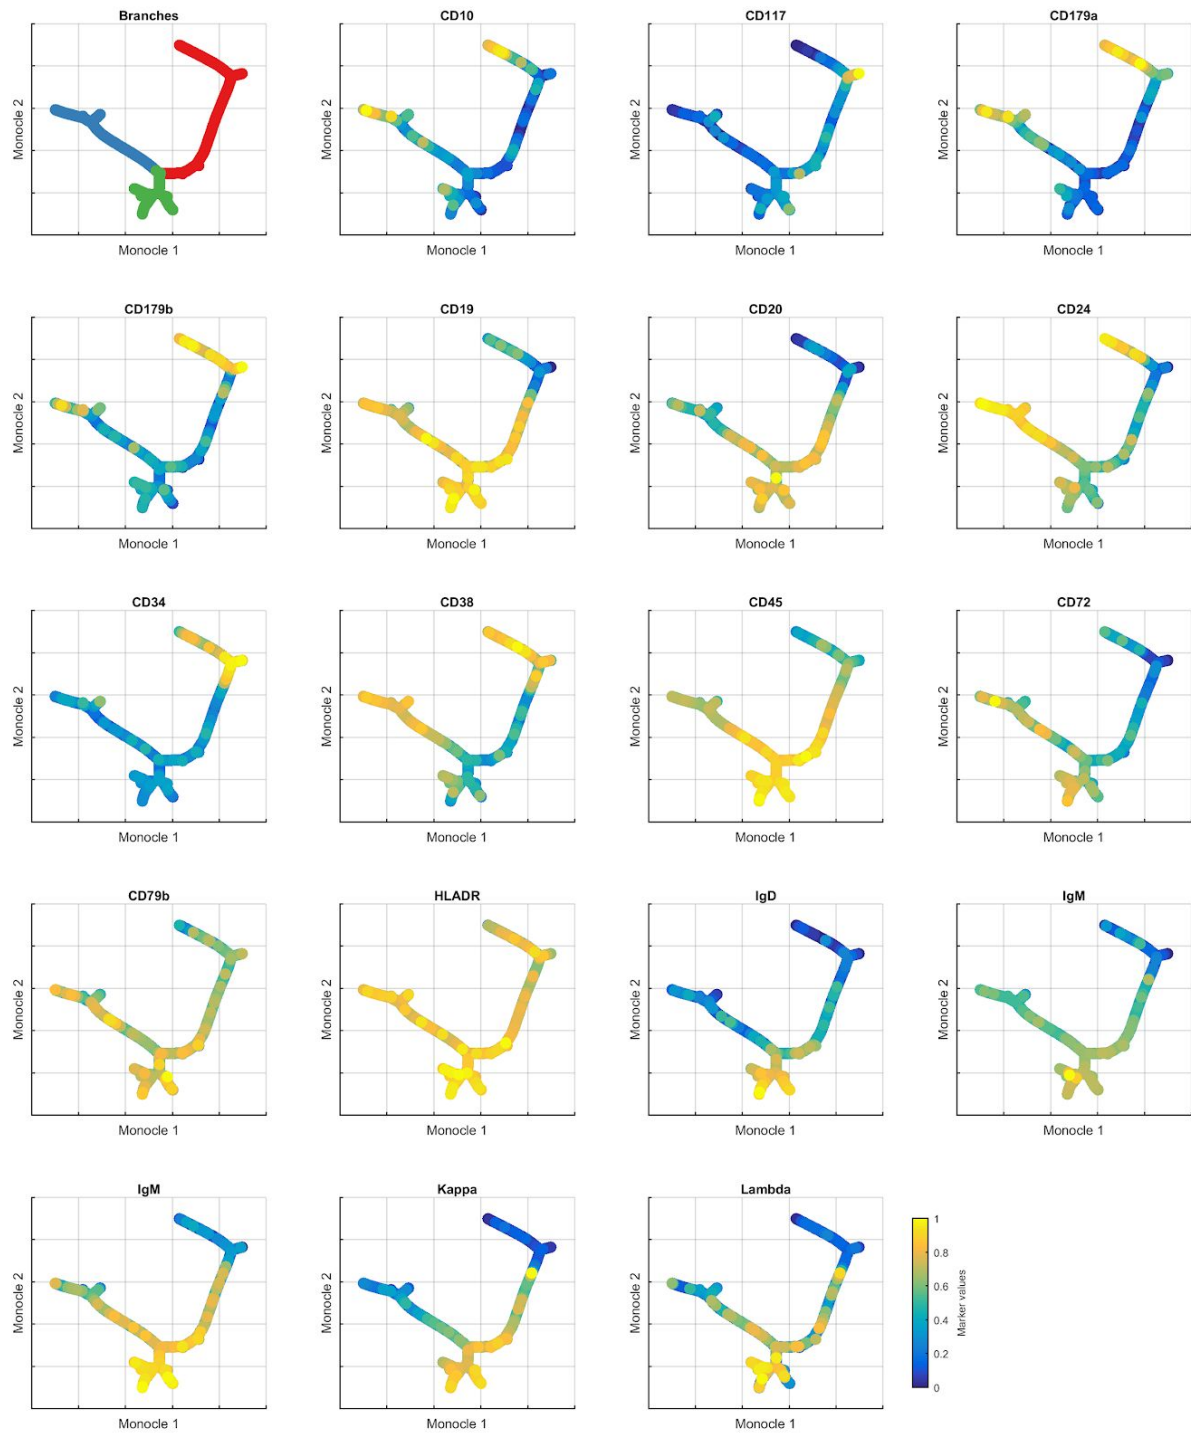 Branches CD10 CD117 CD179a
Monocle 2 Monocle 2 Monocle 2 Monocle 2
Monocle 1 Monocle 1 Monocle 1 Monocle 1
CD179b CD19 CD20 CD24
Monocle 2 Monocle 2 Monocle 2 Monocle 2
Monocle 1 Monocle 1 Monocle 1 Monocle 1
CD34 CD38 CD45 CD72
Monocle 2 Monocle 2 Monocle 2 Monocle 2
Monocle 1 Monocle 1 Monocle 1 Monocle 1
CD79b HLADR IgD IgM
Monocle 2 Monocle 2 Monocle 2 Monocle 2
Monocle 1 Monocle 1 Monocle 1 Monocle 1
IgM Kappa Lambda
Monocle 2 Monocle 2 Monocle 2
Monocle 1 Monocle 1 Monocle 1
1
0.8
0.6
0.4
0.2
0
Marker values